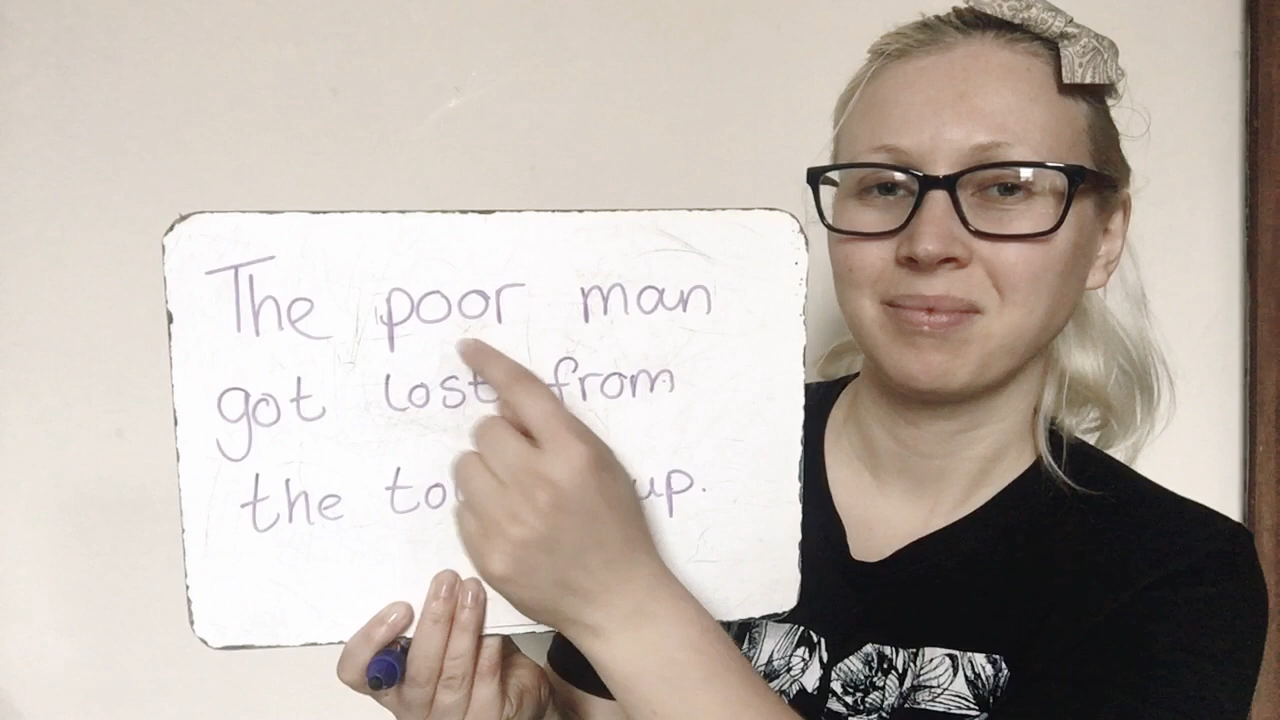 The poor man
got lost from
the